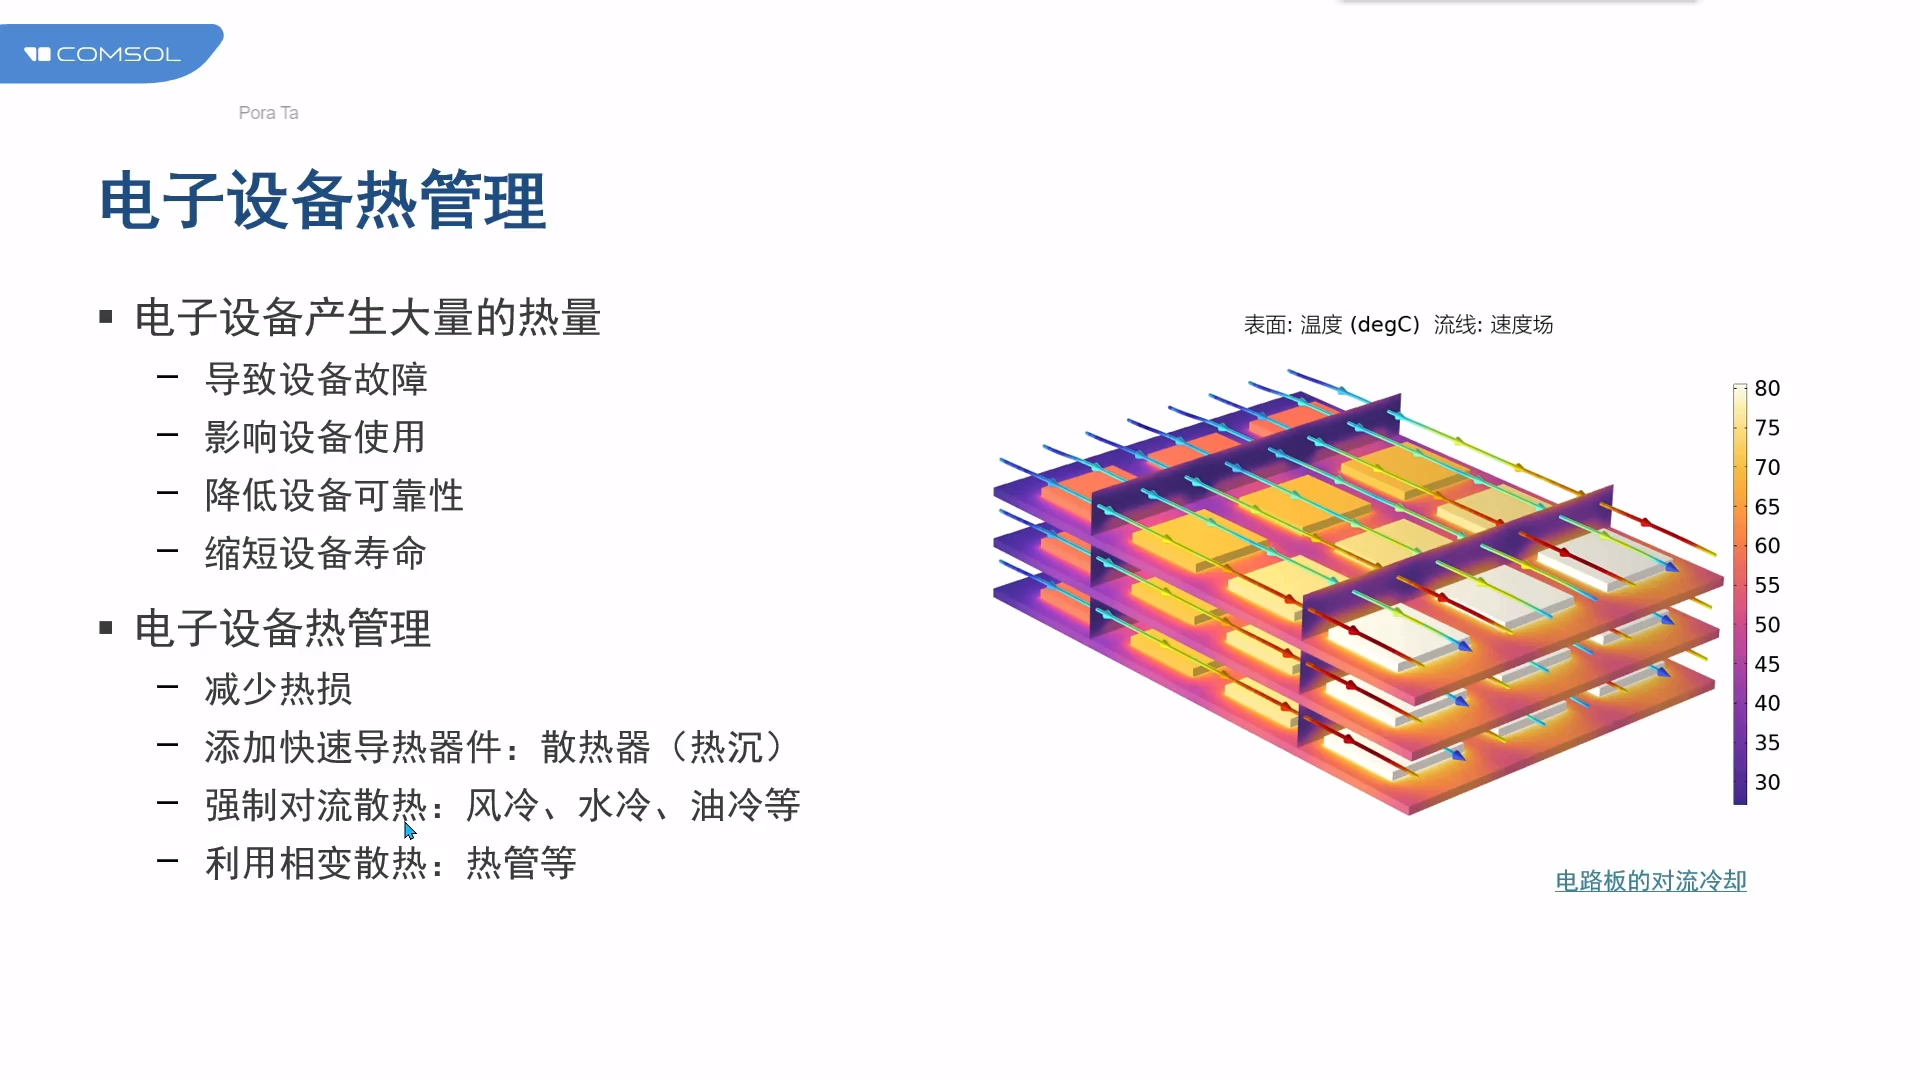 COMSOL
Pora Ta
电子设备热管理
▪ 电子设备产生大量的热量
– 导致设备故障
– 影响设备使用
– 降低设备可靠性
– 缩短设备寿命
▪ 电子设备热管理
– 减少热损
– 添加快速导热器件：散热器（热沉）
– 强制对流散热：风冷、水冷、油冷等
– 利用相变散热：热管等
表面: 温度 (degC) 流线: 速度场
80
75
70
65
60
55
50
45
40
35
30
电路板的对流冷却